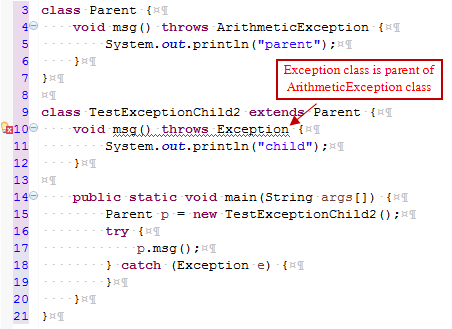 3 class Parent {
4 void msg() throws ArithmeticException {
5 System.out.println("parent");
6 }
7 }
8
9 class TestExceptionChild2 extends Parent {
10 void msg() throws Exception {
11 System.out.println("child");
12 }
13
14 public static void main(String args[]) {
15 Parent p = new TestExceptionChild2();
16 try {
17 p.msg();
18 } catch (Exception e) {
19 }
20 }
21 }
Exception class is parent of
ArithmeticException class